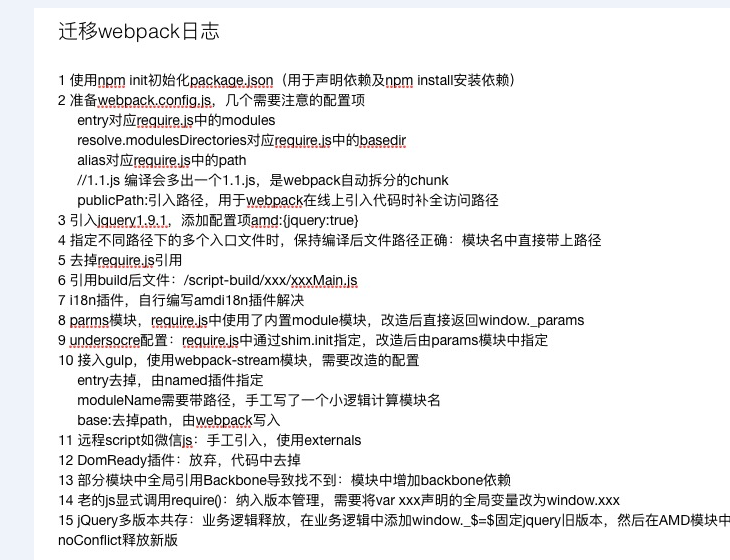 迁移webpack日志
1 使用npm init初始化package.json（用于声明依赖及npm install安装依赖）
2 准备webpack.config.js，几个需要注意的配置项
entry对应require.js中的modules
resolve.modulesDirectories对应require.js中的basedir
alias对应require.js中的path
//1.1.js 编译会多出一个1.1.js，是webpack自动拆分的chunk
publicPath:引入路径，用于webpack在线上引入代码时补全访问路径
3 引入jquery1.9.1，添加配置项amd:{jquery:true}
4 指定不同路径下的多个入口文件时，保持编译后文件路径正确：模块名中直接带上路径
5 去掉require.js引用
6 引用build后文件：/script-build/xxx/xxxMain.js
7 i18n插件，自行编写amdi18n插件解决
8 parms模块，require.js中使用了内置module模块，改造后直接返回window._params
9 undersocre配置：require.js中通过shim.init指定，改造后由params模块中指定
10 接入gulp，使用webpack-stream模块，需要改造的配置
entry去掉，由named插件指定
moduleName需要带路径，手工写了一个小逻辑计算模块名
base:去掉path，由webpack写入
11 远程script如微信js：手工引入，使用externals
12 DomReady插件：放弃，代码中去掉
13 部分模块中全局引用Backbone导致找不到：模块中增加backbone依赖
14 老的js显式调用require()：纳入版本管理，需要将var xxx声明的全局变量改为window.xxx
15 jQuery多版本共存：业务逻辑释放，在业务逻辑中添加window._$=$固定jquery旧版本，然后在AMD模块中
noConflict释放新版